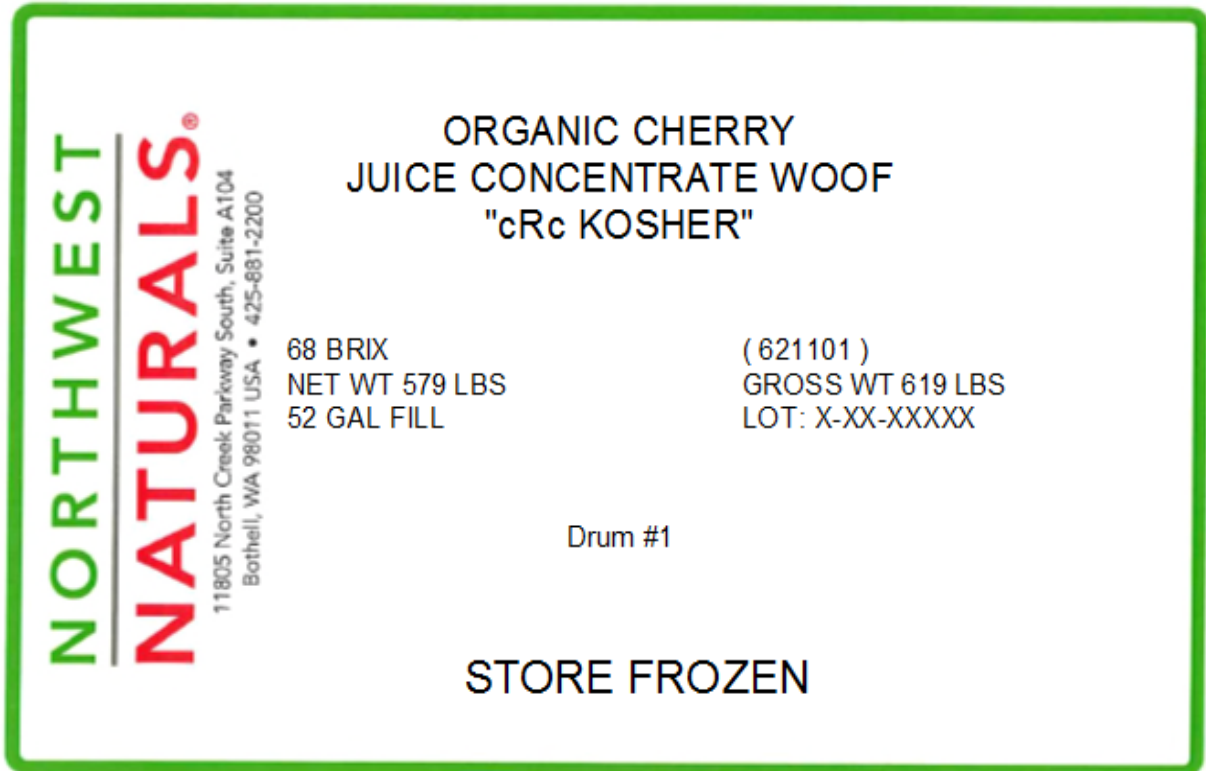 NORTHWEST
NATURALS®
11805 North Creek Parkway South, Suite A104
Bothell, WA 98011 USA • 425-881-2200
ORGANIC CHERRY
JUICE CONCENTRATE WOOF
"cRc KOSHER"
68 BRIX
NET WT 579 LBS
52 GAL FILL
( 621101 )
GROSS WT 619 LBS
LOT: X-XX-XXXXX
Drum #1
STORE FROZEN